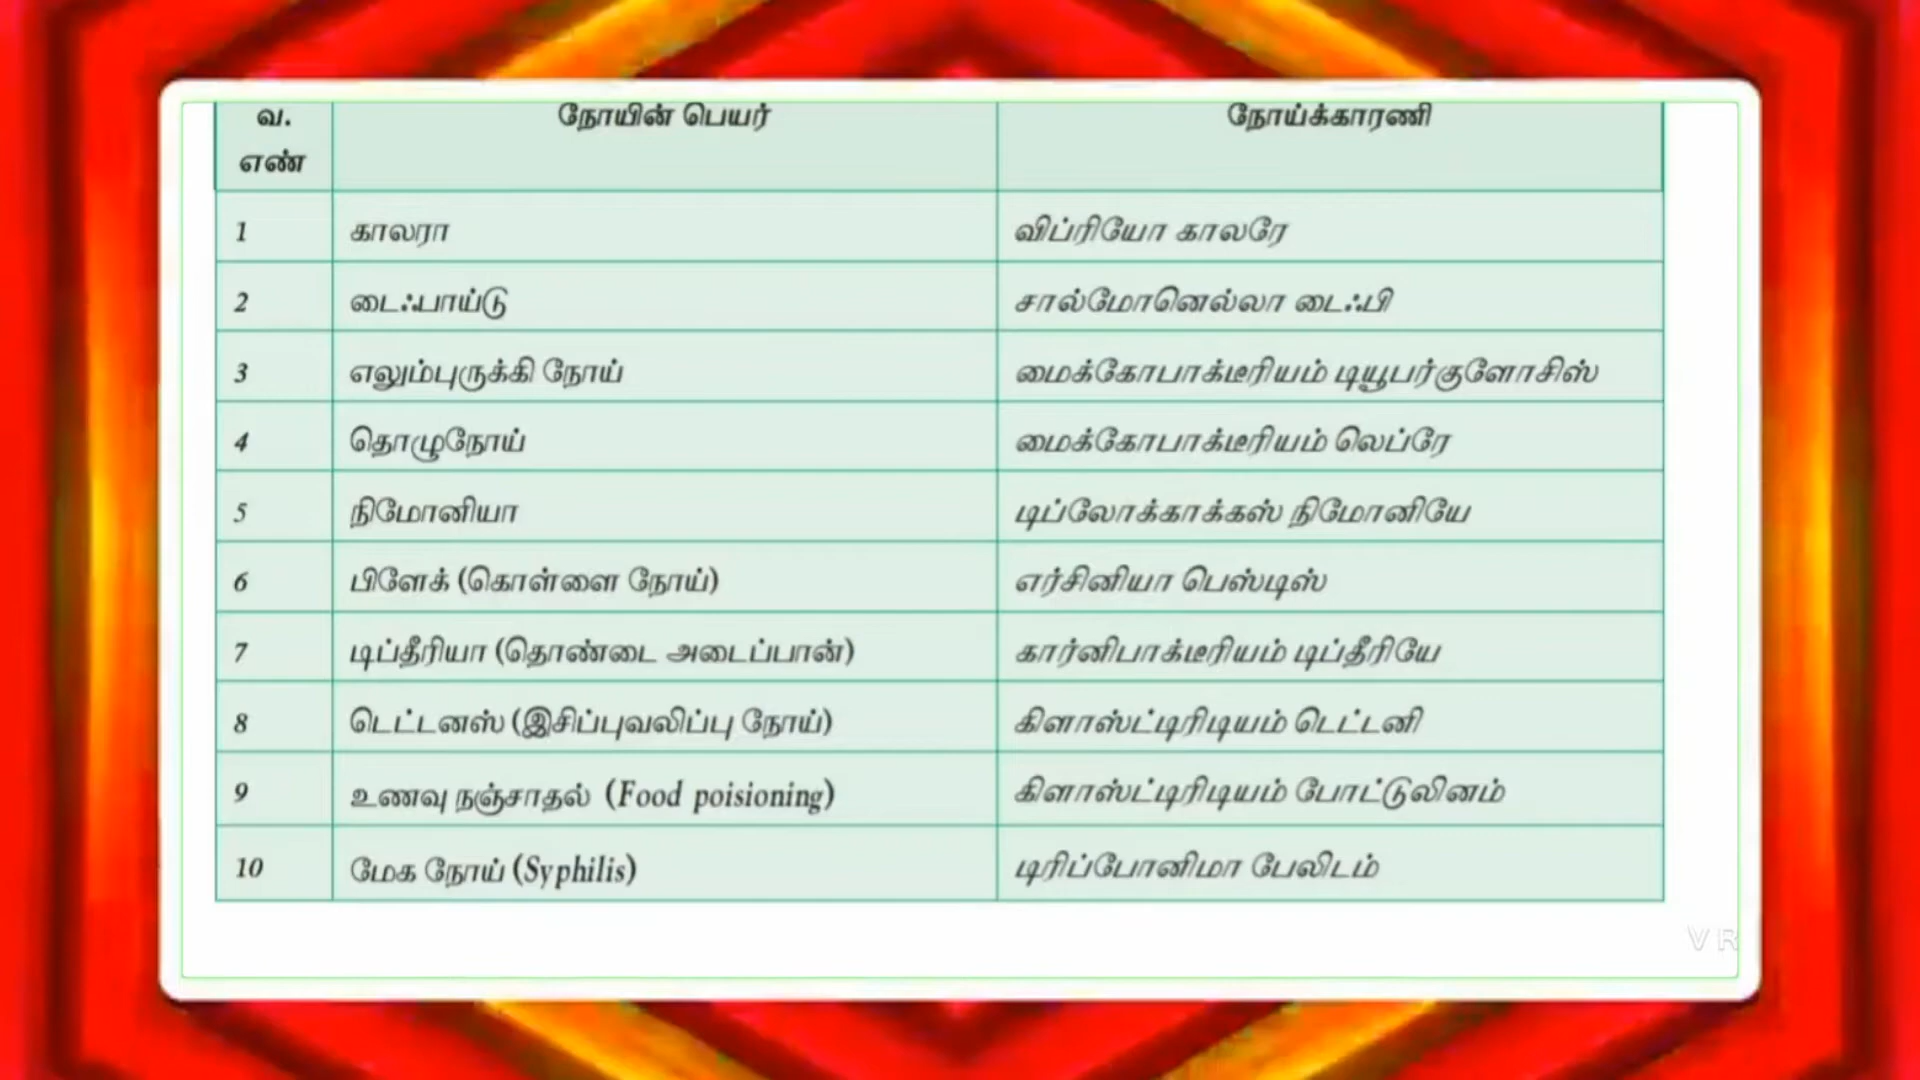 வ. எண் நோயின் பெயர் நோய்க்காரணி
1 காலரா விப்ரியோ காலரே
2 டைஃபாய்டு சால்மோனெல்லா டைஃபி
3 எலும்புருக்கி நோய் மைக்கோபாக்டீரியம் டியூபர்குளோசிஸ்
4 தொழுநோய் மைக்கோபாக்டீரியம் லெப்ரே
5 நிமோனியா டிப்லோக்காக்கஸ் நிமோனியே
6 பிளேக் (கொள்ளை நோய்) எர்சினியா பெஸ்டிஸ்
7 டிப்தீரியா (தொண்டை அடைப்பான்) கார்னிபாக்டீரியம் டிப்தீரியே
8 டெட்டனஸ் (இசிப்புவலிப்பு நோய்) கிளாஸ்ட்டிரிடியம் டெட்டனி
9 உணவு நஞ்சாதல் (Food poisioning) கிளாஸ்ட்டிரிடியம் போட்டுலினம்
10 மேக நோய் (Syphilis) டிரிப்போனிமா பேலிடம்
VR